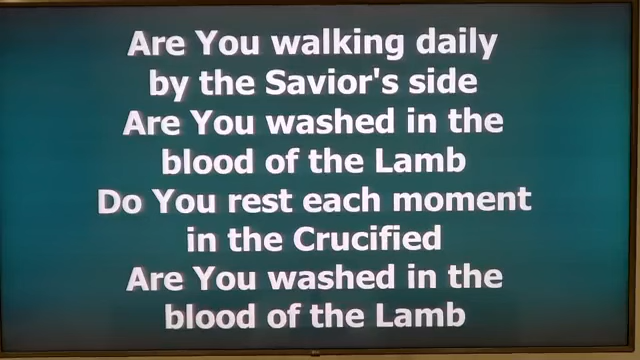 Are You walking daily
by the Savior's side
Are You washed in the
blood of the Lamb
Do You rest each moment
in the Crucified
Are You washed in the
blood of the Lamb